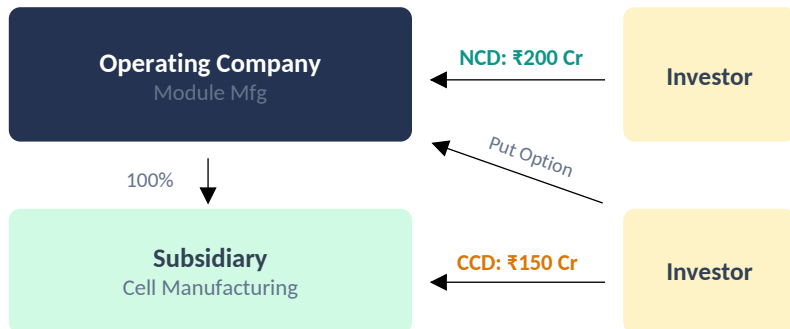 Operating Company
Module Mfg
NCD: ₹200 Cr
Investor
Put Option
100%
Subsidiary
Cell Manufacturing
CCD: ₹150 Cr
Investor